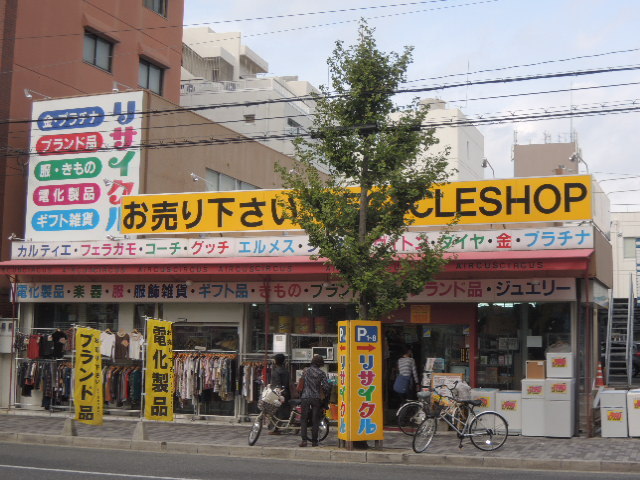 金・プラチナ
ブランド品
服・きもの
電化製品
ギフト雑貨
リサイクル
お売り下さい
CLESHOP
カルティエ・フェラガモ・コーチ・グッチ エルメス・
ダイヤ・金・プラチナ
AIRCUSCIRCUS AIRCUSCIRCUS
AIRCUSCIRCUS
電化製品・楽器・服・服飾雑貨・ギフト品・きもの・ブラン
ランド品・ジュエリー
ブランド品
電化製品
P
P
リサイクル